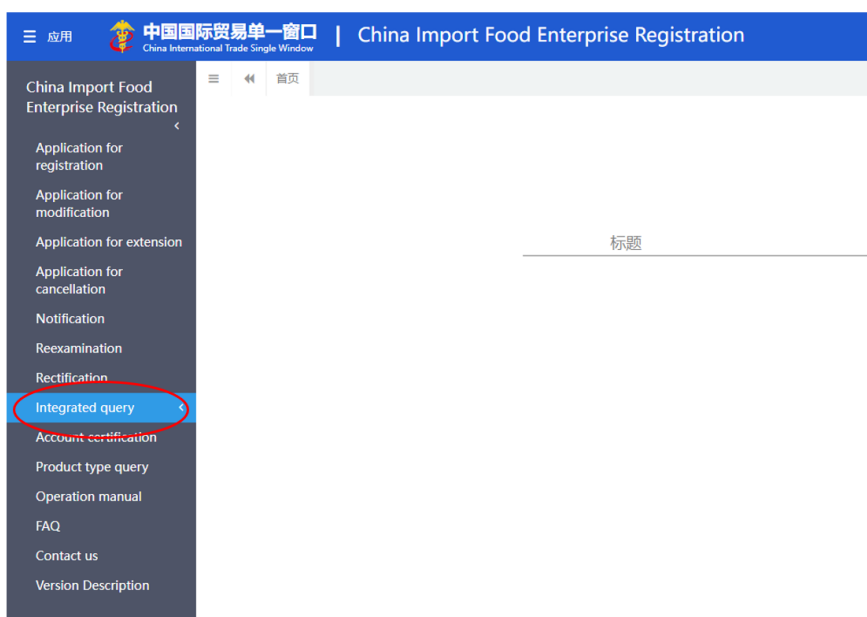 应用
中国国际贸易单一窗口
China International Trade Single Window
China Import Food Enterprise Registration
China Import Food
Enterprise Registration
首页
Application for
registration
Application for
modification
Application for extension
Application for
cancellation
Notification
Reexamination
Rectification
Integrated query
Account certification
Product type query
Operation manual
FAQ
Contact us
Version Description
标题